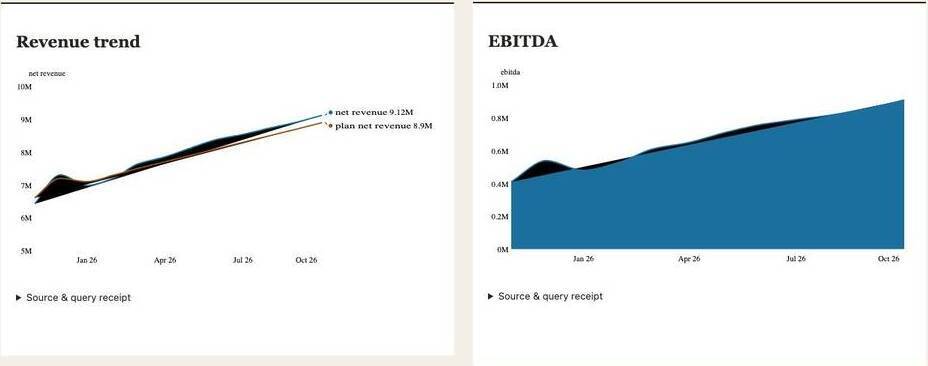 Revenue trend
net revenue
10M
9M
8M
7M
6M
5M
net revenue 9.12M
plan net revenue 8.9M
Jan 26
Apr 26
Jul 26
Oct 26
▶ Source & query receipt
EBITDA
ebitda
1.0M
0.8M
0.6M
0.4M
0.2M
0M
Jan 26
Apr 26
Jul 26
Oct 26
▶ Source & query receipt